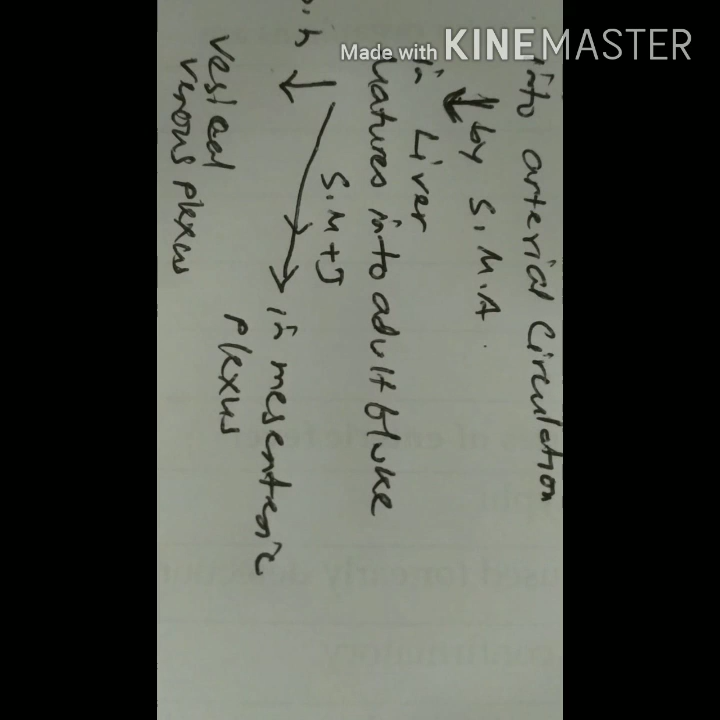 Made with KINEMASTER
into arterial Circulation
↓ by S.M.A
in Liver
Matures into adult fluke
S.H ↓ S.M + J
in mesenteric
plexus
vesical
venous plexus